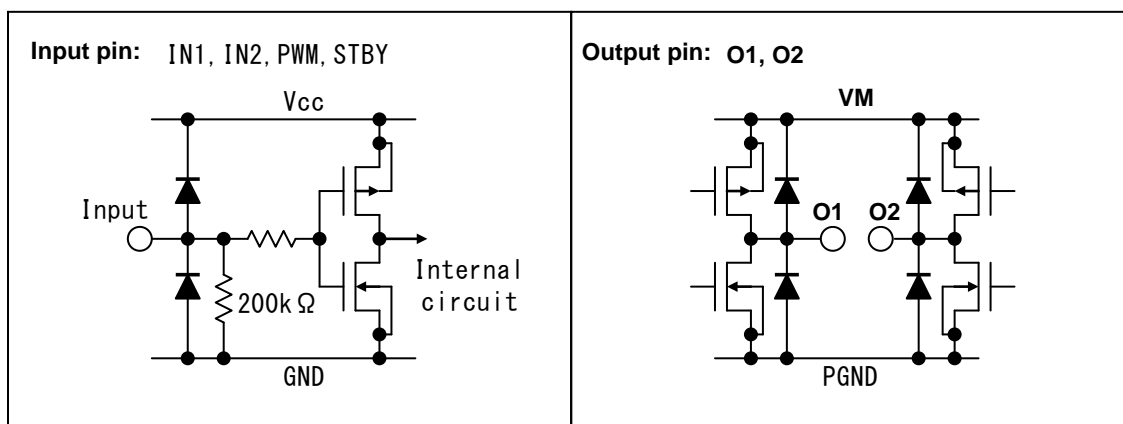 Input pin: IN1, IN2, PWM, STBY
Vcc
Input
200kΩ
Internal
circuit
GND
Output pin: O1, O2
VM
O1 O2
PGND